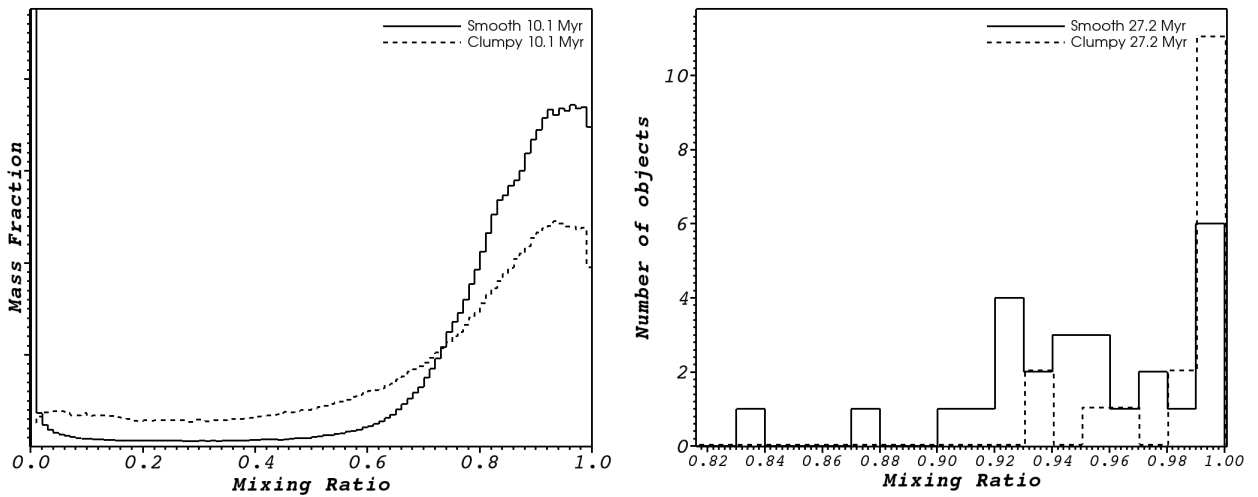 Smooth 10.1 Myr
Clumpy 10.1 Myr
Mass Fraction
0.0 0.2 0.4 0.6 0.8 1.0
Mixing Ratio
Smooth 27.2 Myr
Clumpy 27.2 Myr
Number of objects
10
8
6
4
2
0
0.82 0.84 0.86 0.88 0.90 0.92 0.94 0.96 0.98 1.00
Mixing Ratio